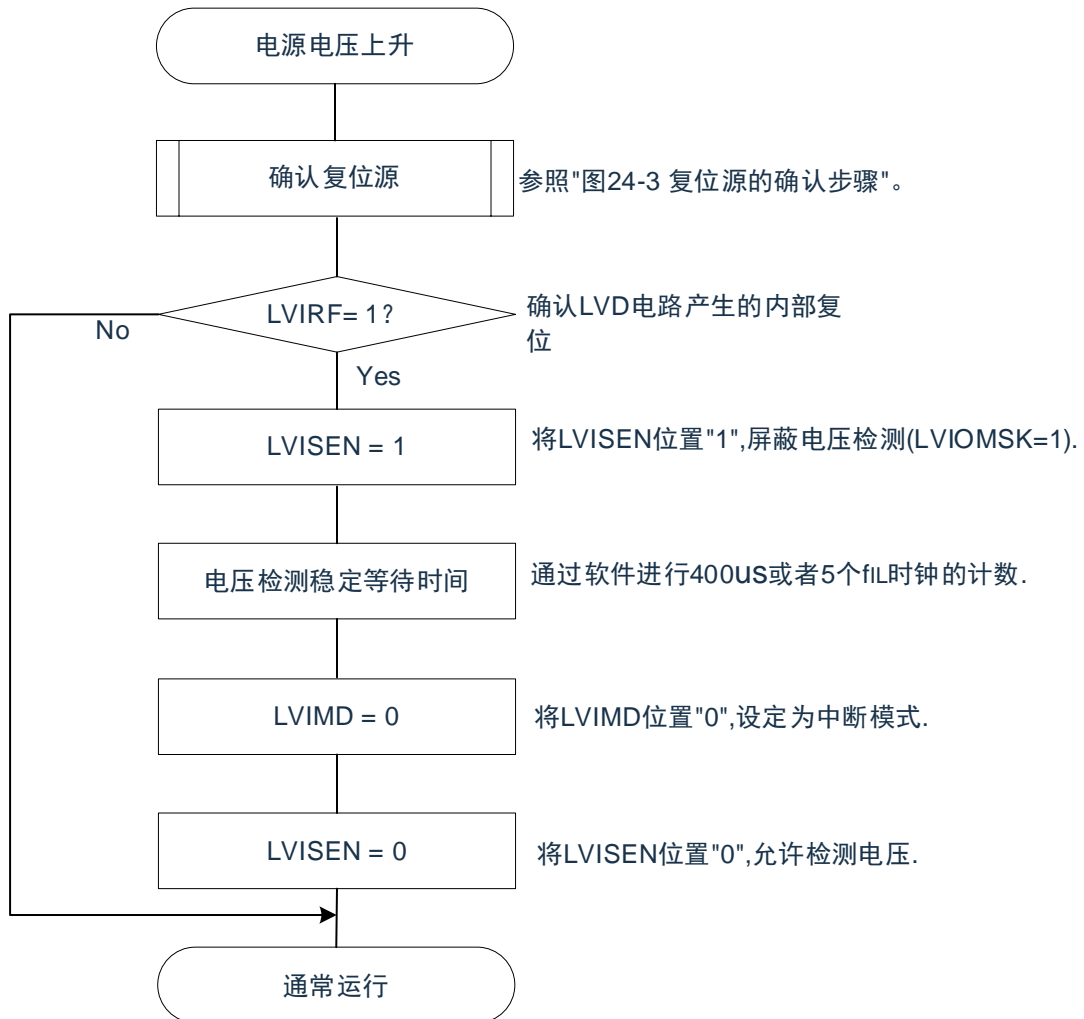 电源电压上升
确认复位源
参照"图24-3 复位源的确认步骤"。
LVIRF= 1?
确认LVD电路产生的内部复
位
No
Yes
LVISEN = 1
将LVISEN位置"1",屏蔽电压检测(LVIOMSK=1).
电压检测稳定等待时间
通过软件进行400us或者5个fIL时钟的计数.
LVIMD = 0
将LVIMD位置"0",设定为中断模式.
LVISEN = 0
将LVISEN位置"0",允许检测电压.
通常运行